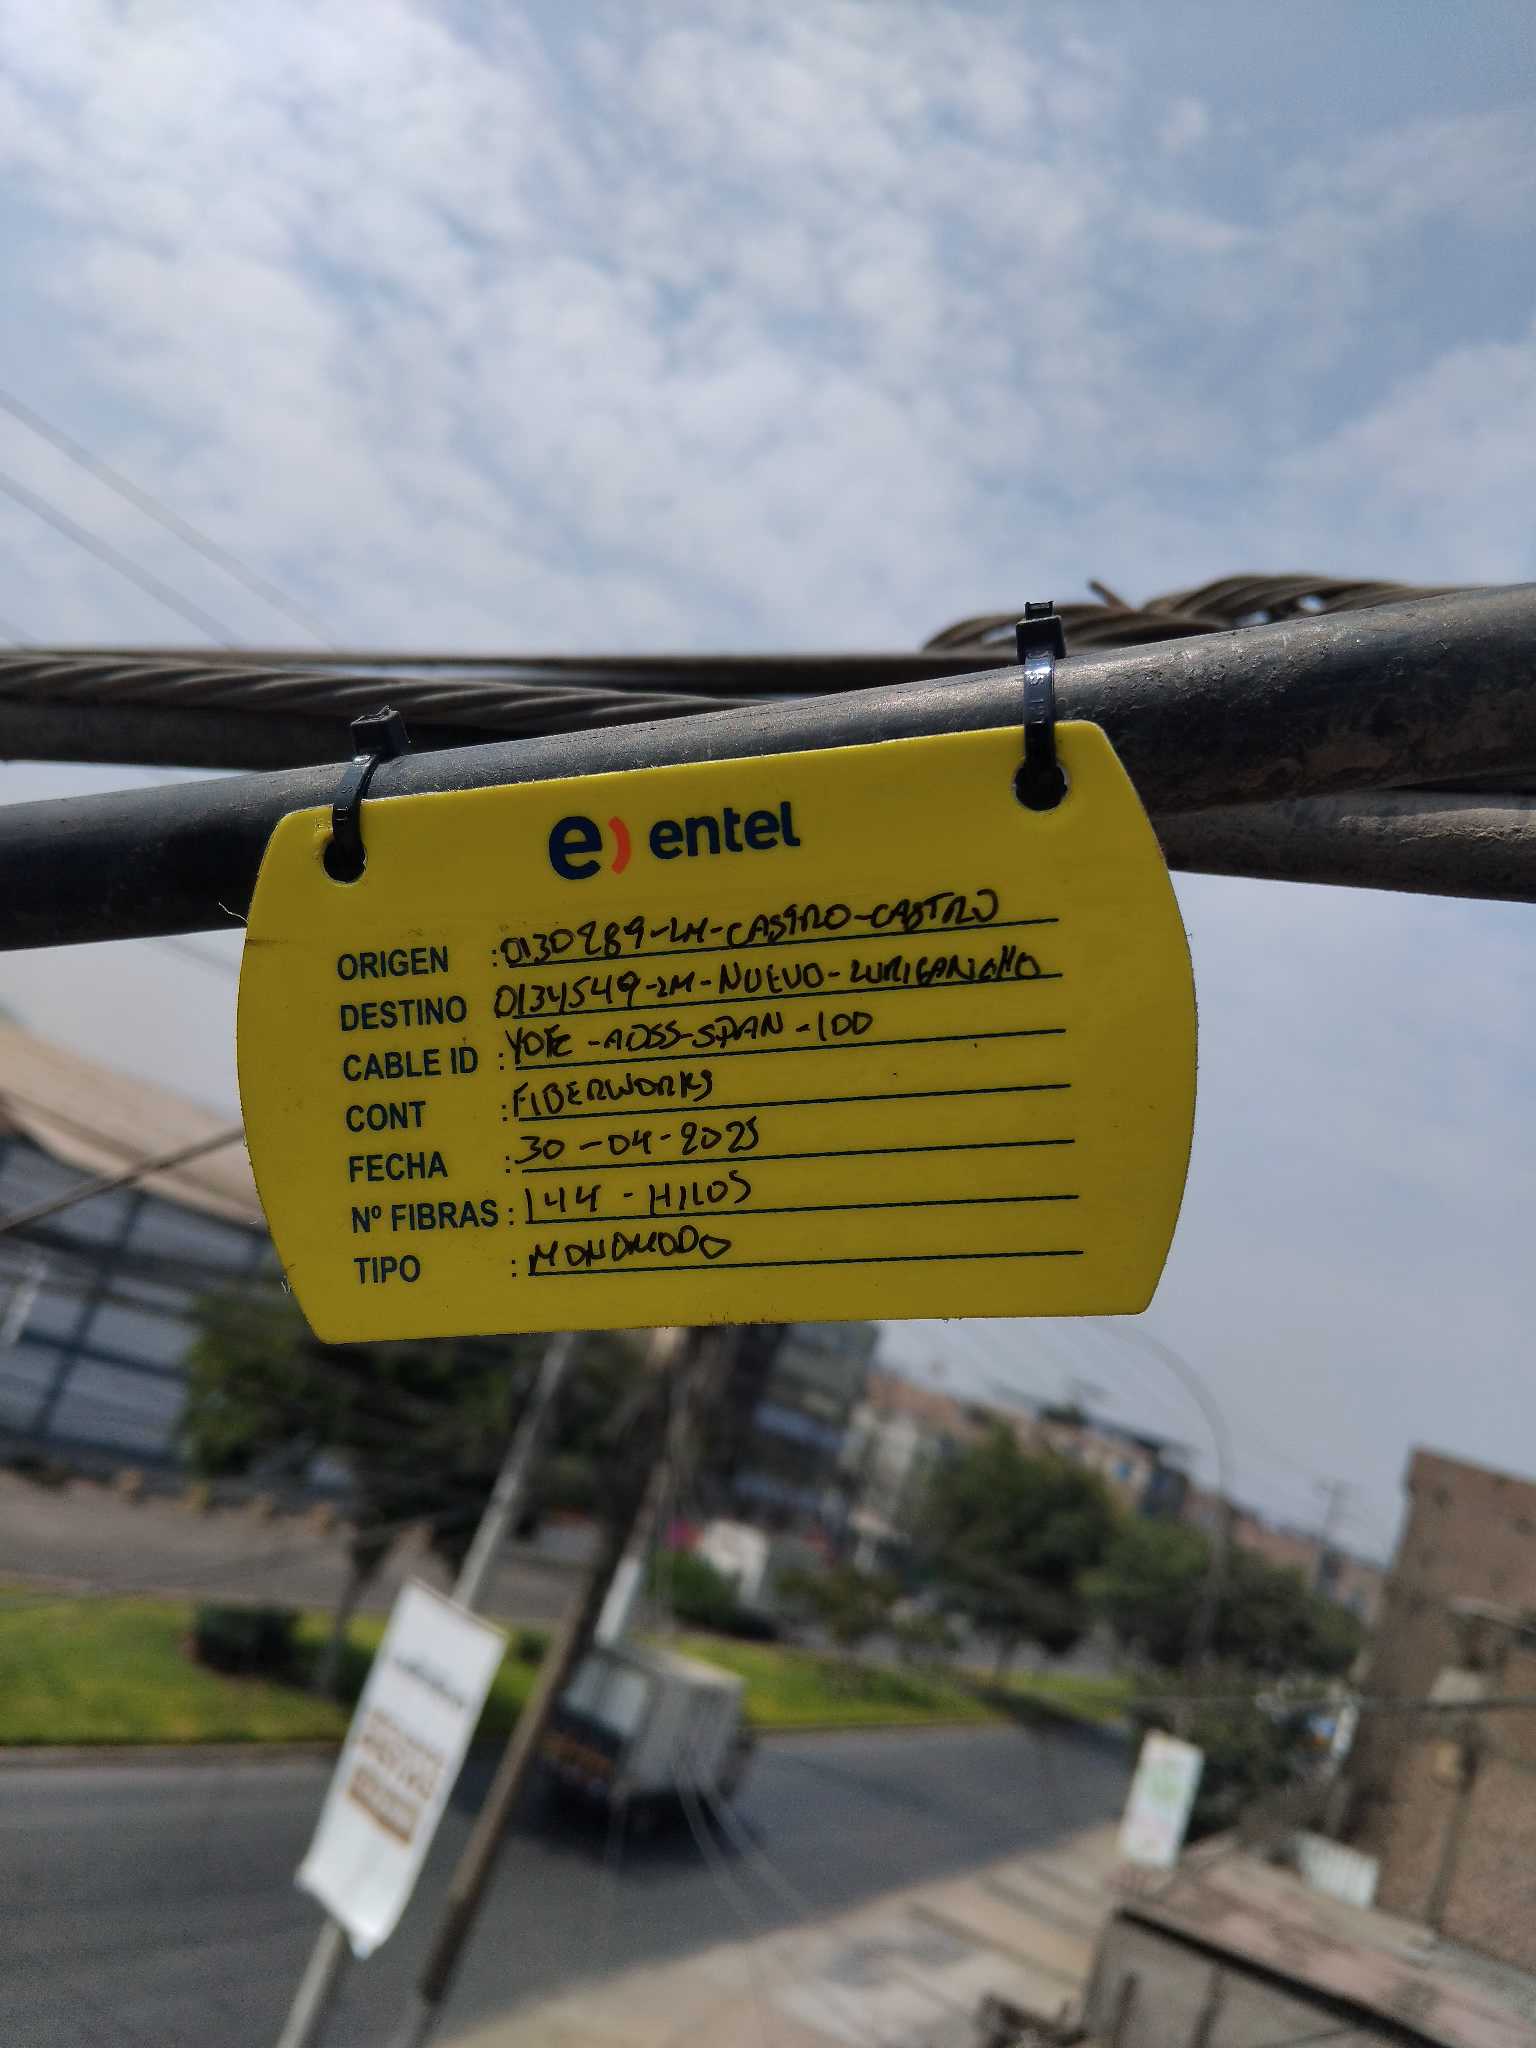 e) entel
ORIGEN : 0130289-LM-CASTRO-CASTRO
DESTINO 0134549-LM-NUEVO-LURIGANCHO
CABLE ID : YOFC-ADSS-SPAN-100
CONT : FIBERWORKS
FECHA : 30-04-2025
Nº FIBRAS : 144-HILOS
TIPO : MONOMODO